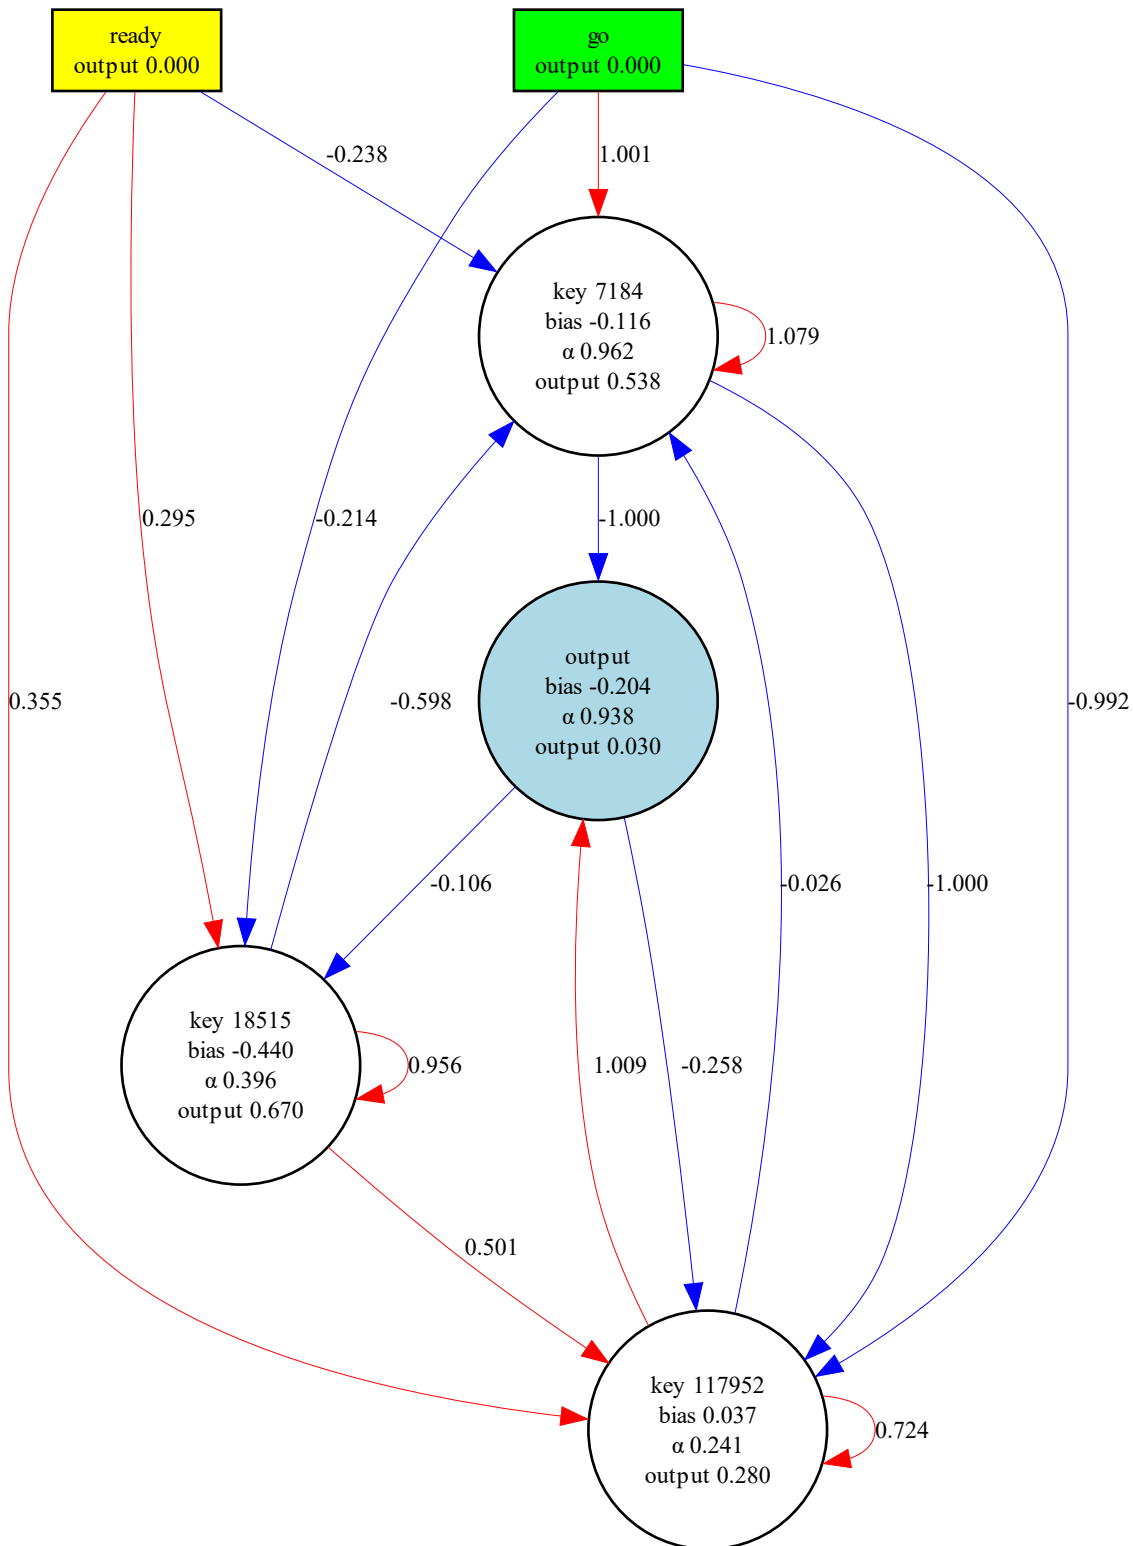 ready
output 0.000
go
output 0.000
-0.238
1.001
key 7184
bias -0.116
α 0.962
output 0.538
1.079
0.295
-0.214
-1.000
0.355
-0.598
output
bias -0.204
α 0.938
output 0.030
-0.992
-0.106
-0.026
-1.000
key 18515
bias -0.440
α 0.396
output 0.670
0.956
1.009
-0.258
0.501
key 117952
bias 0.037
α 0.241
output 0.280
0.724